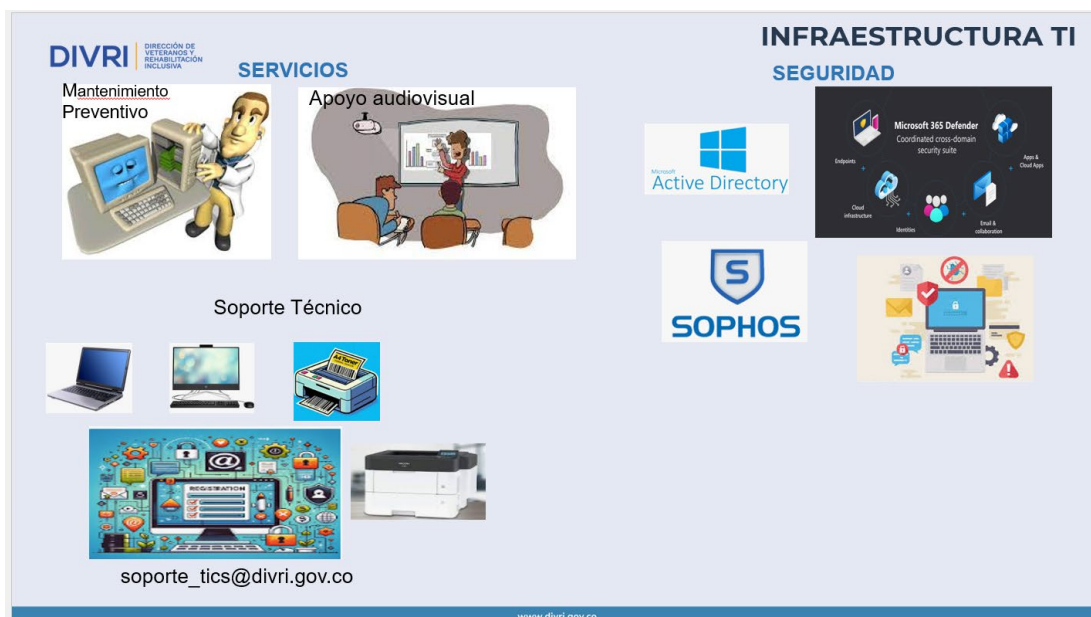 INFRAESTRUCTURA TI
DIVRI
DIRECCIÓN DE
VETERANOS Y
REHABILITACIÓN
INCLUSIVA
SERVICIOS
Mantenimiento
Preventivo
Apoyo audiovisual
Soporte Técnico
A4 Toner
REGISTRATION
soporte_tics@divri.gov.co
SEGURIDAD
Microsoft
Active Directory
Microsoft 365 Defender
Coordinated cross-domain
security suite
Endpoints
Apps &
Cloud Apps
Cloud
infrastructure
Identities
Email &
collaboration
S
SOPHOS
www.divri.gov.co